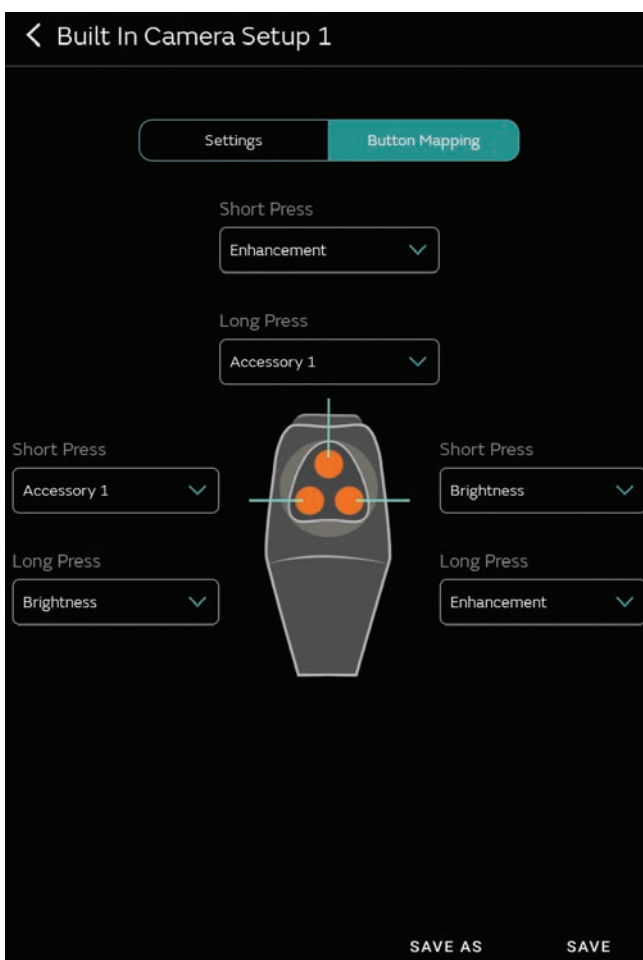 Built In Camera Setup 1
Settings
Button Mapping
Short Press
Enhancement
Long Press
Accessory 1
Short Press
Accessory 1
Long Press
Brightness
Short Press
Brightness
Long Press
Enhancement
SAVE AS
SAVE